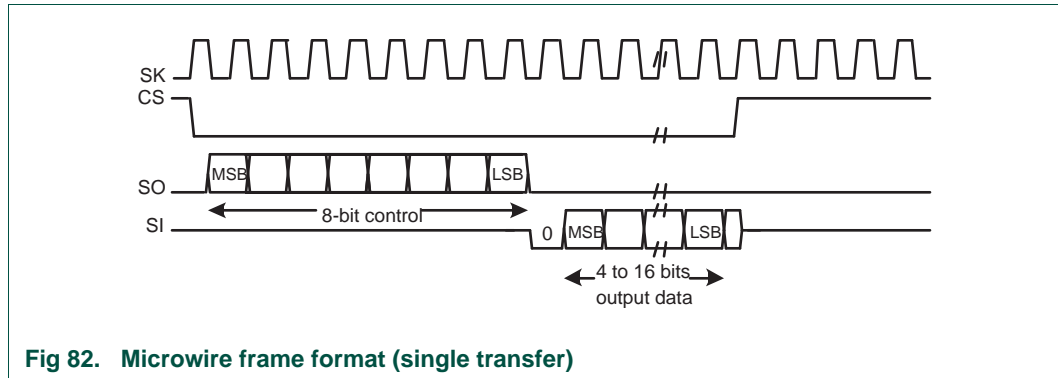 SK
CS
SO
MSB
LSB
8-bit control
SI
0
MSB
LSB
4 to 16 bits
output data
Fig 82. Microwire frame format (single transfer)